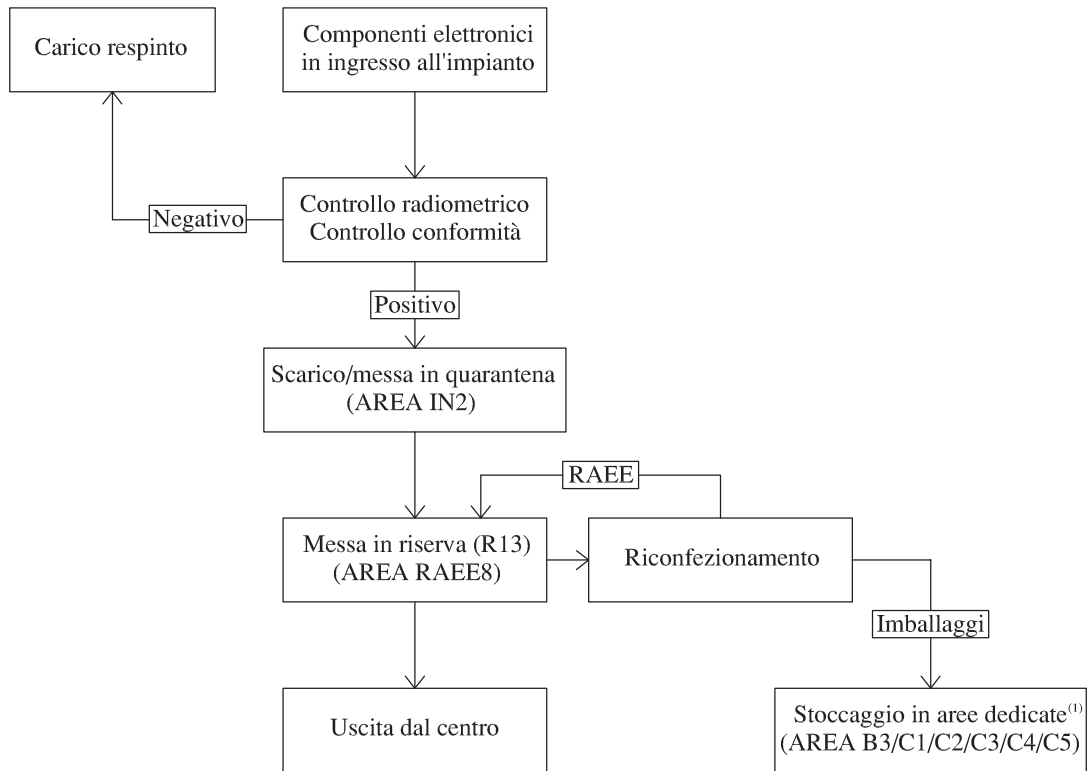 Carico respinto
Componenti elettronici
in ingresso all'impianto
Controllo radiometrico
Controllo conformità
Negativo
Positivo
Scarico/messa in quarantena
(AREA IN2)
RAEE
Messa in riserva (R13)
(AREA RAEE8)
Riconfezionamento
Imballaggi
Uscita dal centro
Stoccaggio in aree dedicate(1)
(AREA B3/C1/C2/C3/C4/C5)